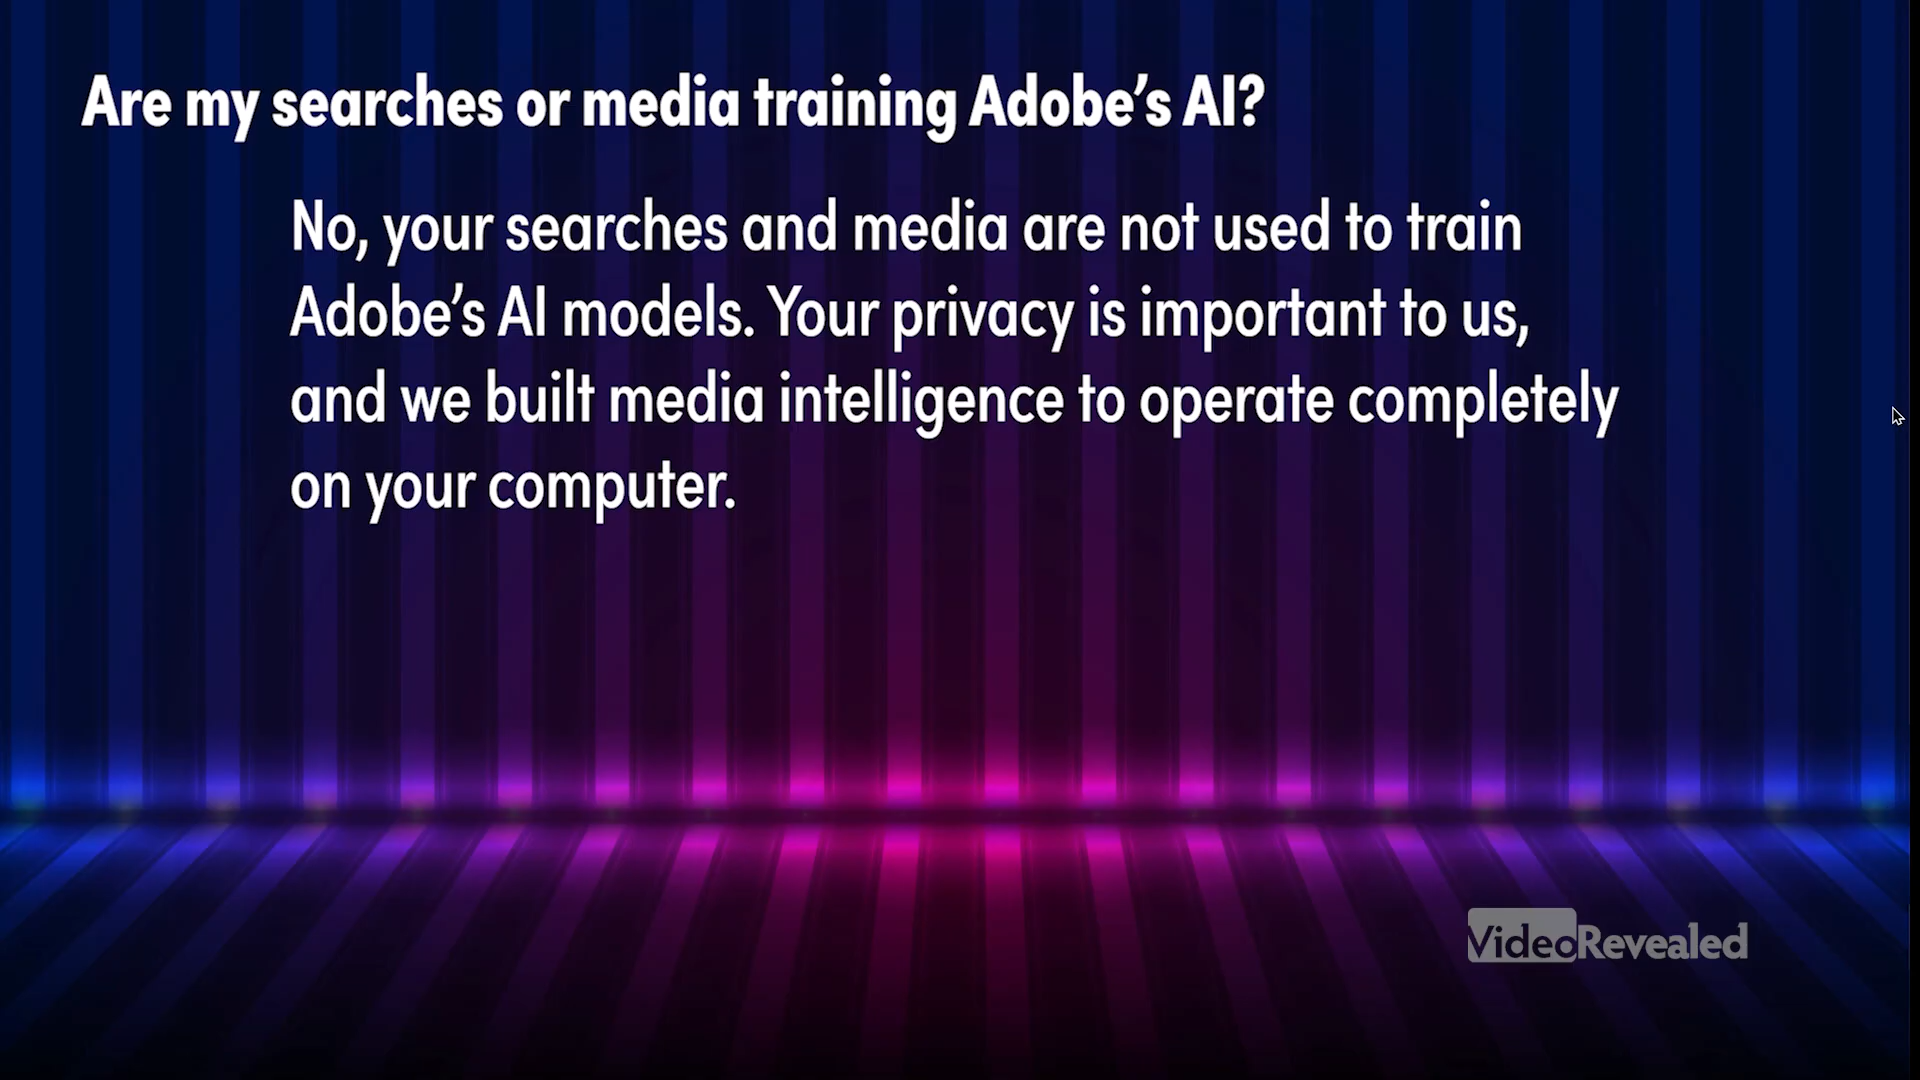 Are my searches or media training Adobe’s AI?
No, your searches and media are not used to train
Adobe’s AI models. Your privacy is important to us,
and we built media intelligence to operate completely
on your computer.
VideoRevealed